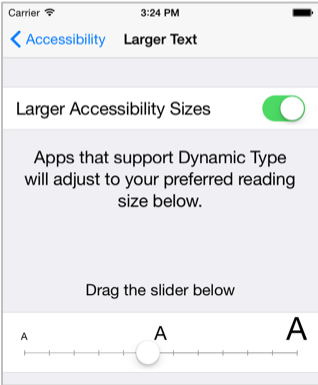 Carrier 3:24 PM
Accessibility Larger Text
Larger Accessibility Sizes
Apps that support Dynamic Type
will adjust to your preferred reading
size below.
Drag the slider below
A A A